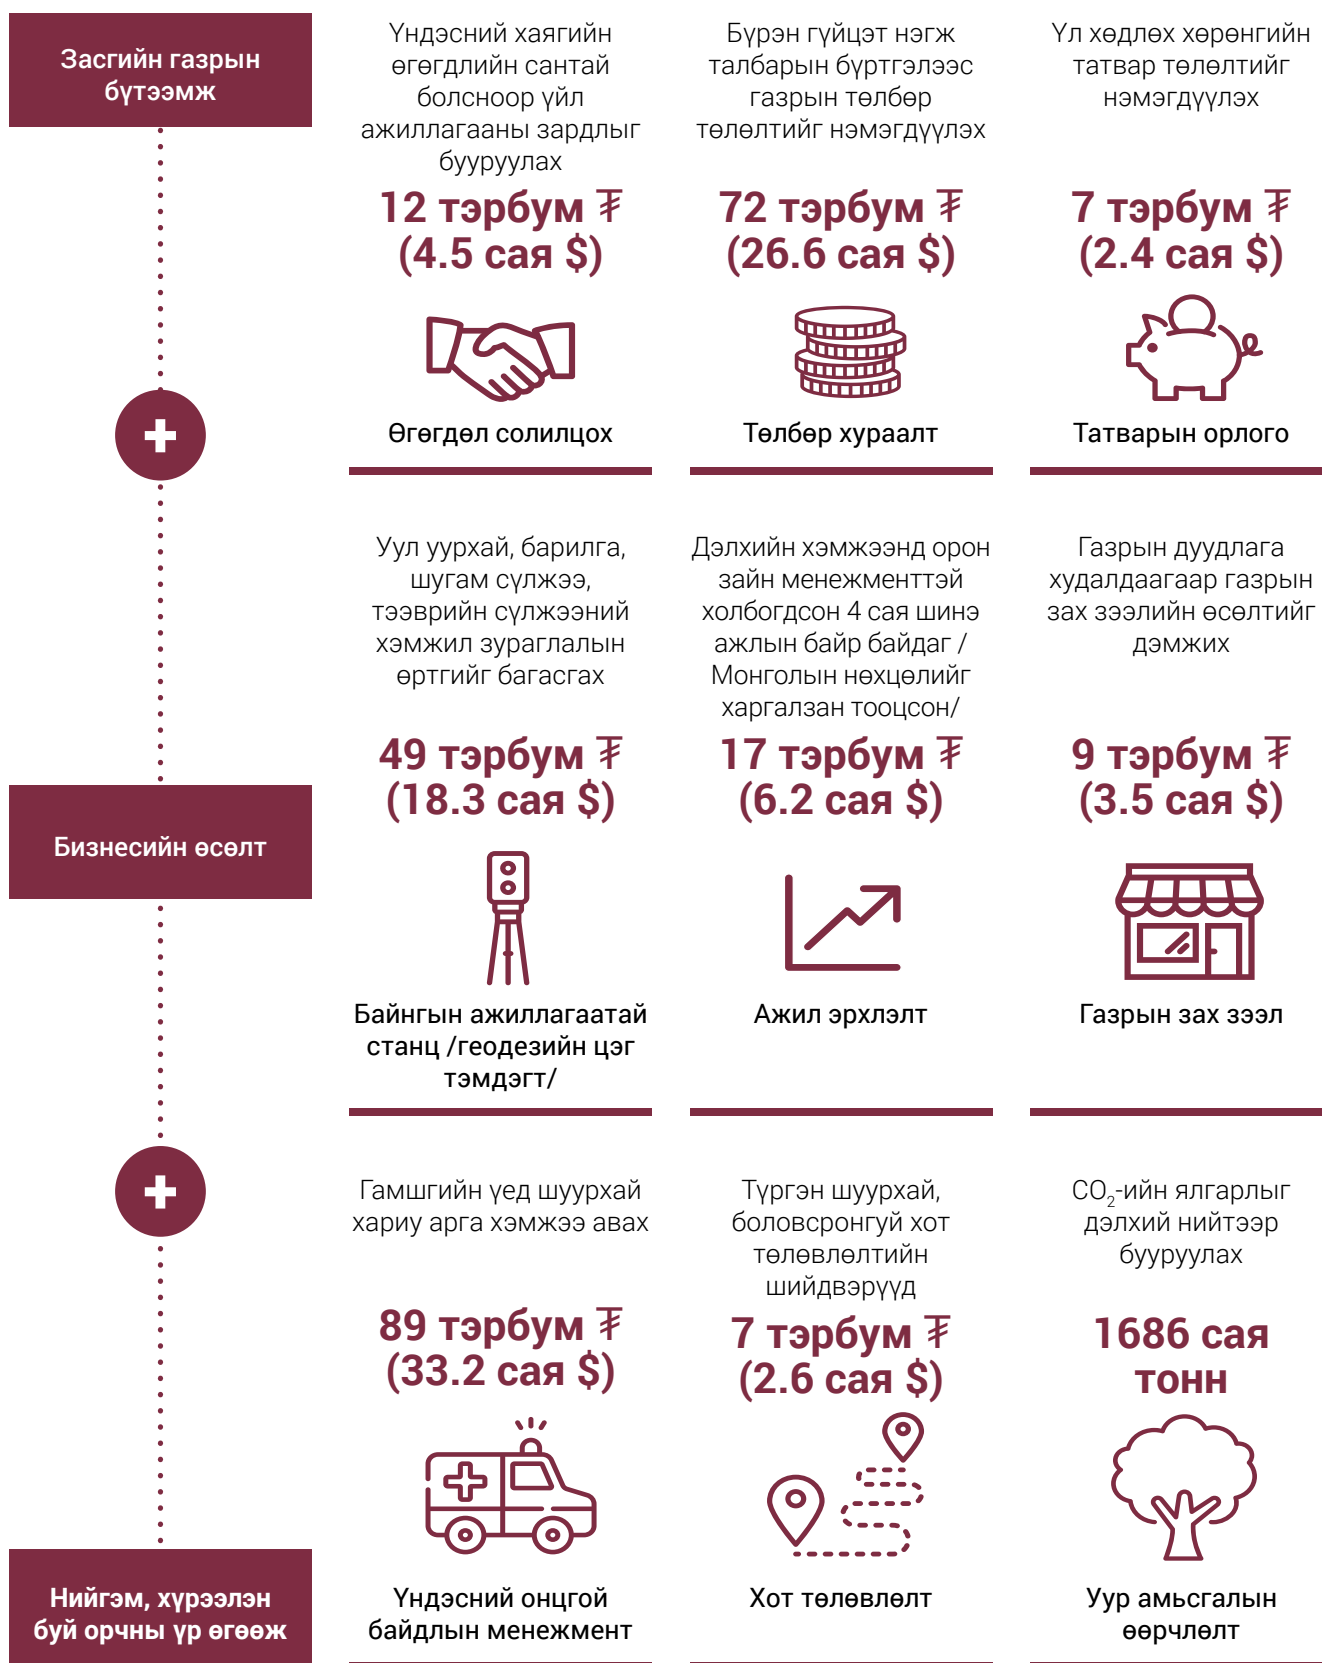 Засгийн газрын
бүтээмж
Үндэсний хаягийн
өгөгдлийн сантай
болсноор үйл
ажиллагааны зардлыг
бууруулах
12 тэрбум ₮
(4.5 сая $)
Өгөгдөл солилцох
Бүрэн гүйцэт нэгж
талбарын бүртгэлээс
газрын төлбөр
төлөлтийг нэмэгдүүлэх
72 тэрбум ₮
(26.6 сая $)
Төлбөр хураалт
Үл хөдлөх хөрөнгийн
татвар төлөлтийг
нэмэгдүүлэх
7 тэрбум ₮
(2.4 сая $)
Татварын орлого
Бизнесийн өсөлт
Уул уурхай, барилга,
шугам сүлжээ,
тээврийн сүлжээний
хэмжил зураглалын
өртгийг багасгах
49 тэрбум ₮
(18.3 сая $)
Байнгын ажиллагаатай
станц /геодезийн цэг
тэмдэгт/
Дэлхийн хэмжээнд орон
зайн менежменттэй
холбогдсон 4 сая шинэ
ажлын байр байдаг /
Монголын нөхцөлийг
харгалзан тооцсон/
17 тэрбум ₮
(6.2 сая $)
Ажил эрхлэлт
Газрын дуудлага
худалдаагаар газрын
зах зээлийн өсөлтийг
дэмжих
9 тэрбум ₮
(3.5 сая $)
Газрын зах зээл
Нийгэм, хүрээлэн
буй орчны үр өгөөж
Гамшгийн үед шуурхай
хариу арга хэмжээ авах
89 тэрбум ₮
(33.2 сая $)
Үндэсний онцгой
байдлын менежмент
Түргэн шуурхай,
боловсронгуй хот
төлөвлөлтийн
шийдвэрүүд
7 тэрбум ₮
(2.6 сая $)
Хот төлөвлөлт
CO₂-ийн ялгарлыг
дэлхий нийтээр
бууруулах
1686 сая
тонн
Уур амьсгалын
өөрчлөлт